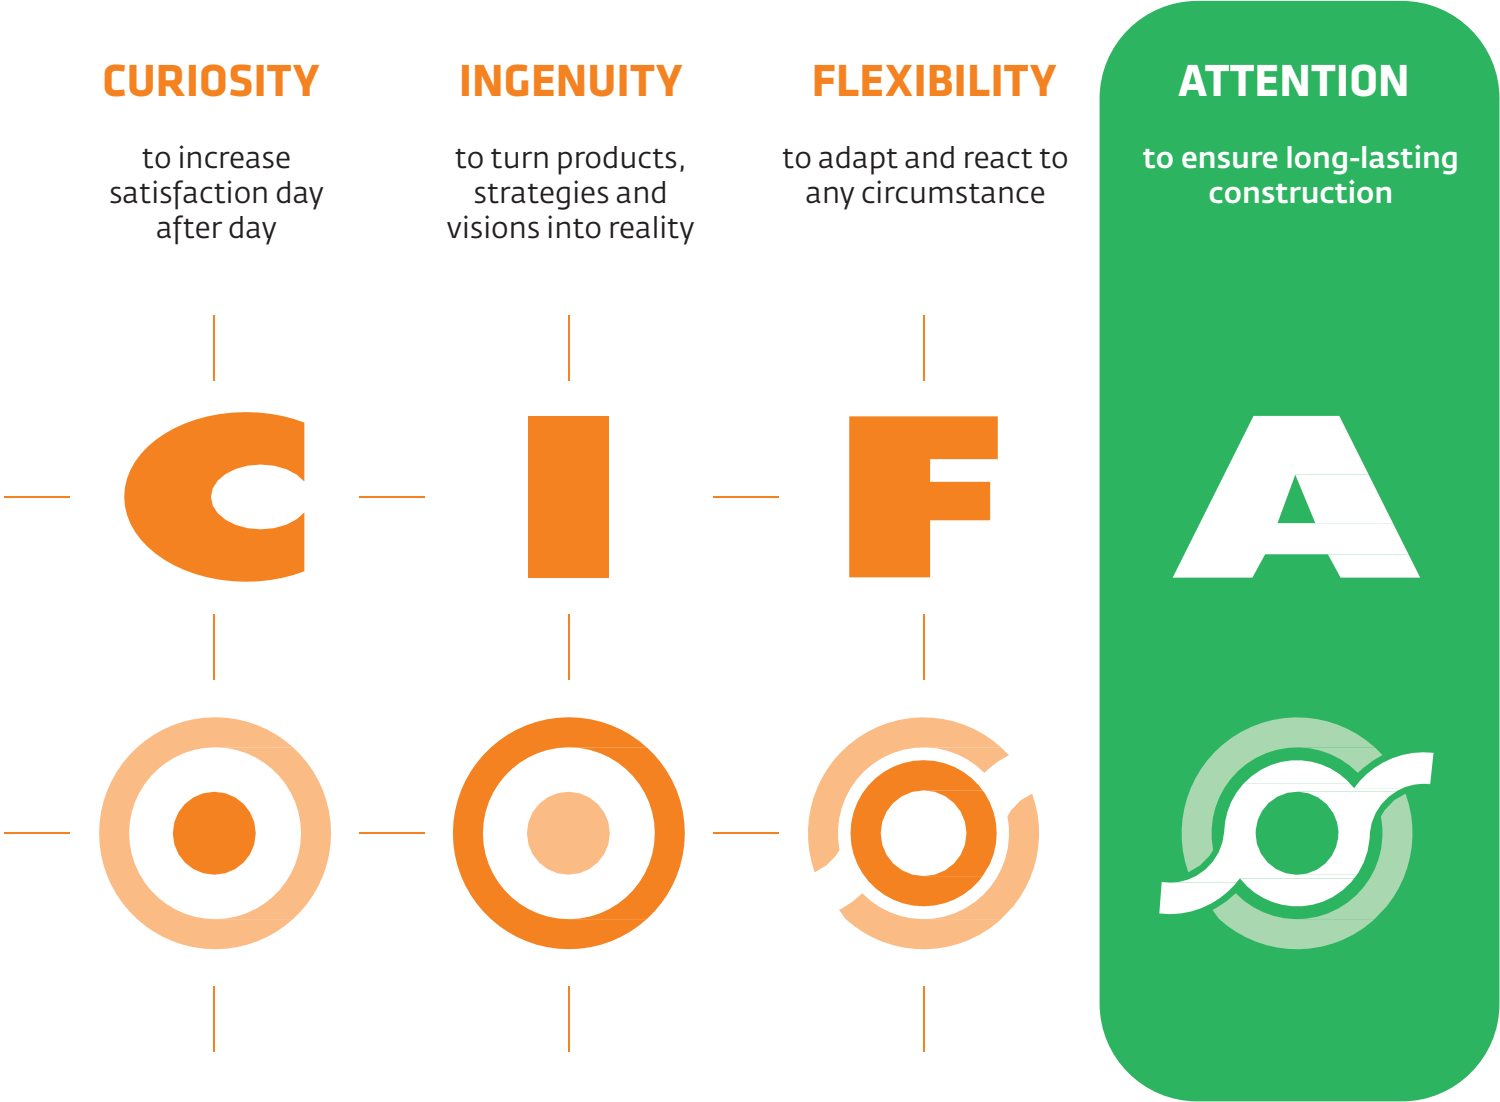 CURIOSITY
to increase
satisfaction day
after day
INGENUITY
to turn products,
strategies and
visions into reality
FLEXIBILITY
to adapt and react to
any circumstance
ATTENTION
to ensure long-lasting
construction
C
I
F
A